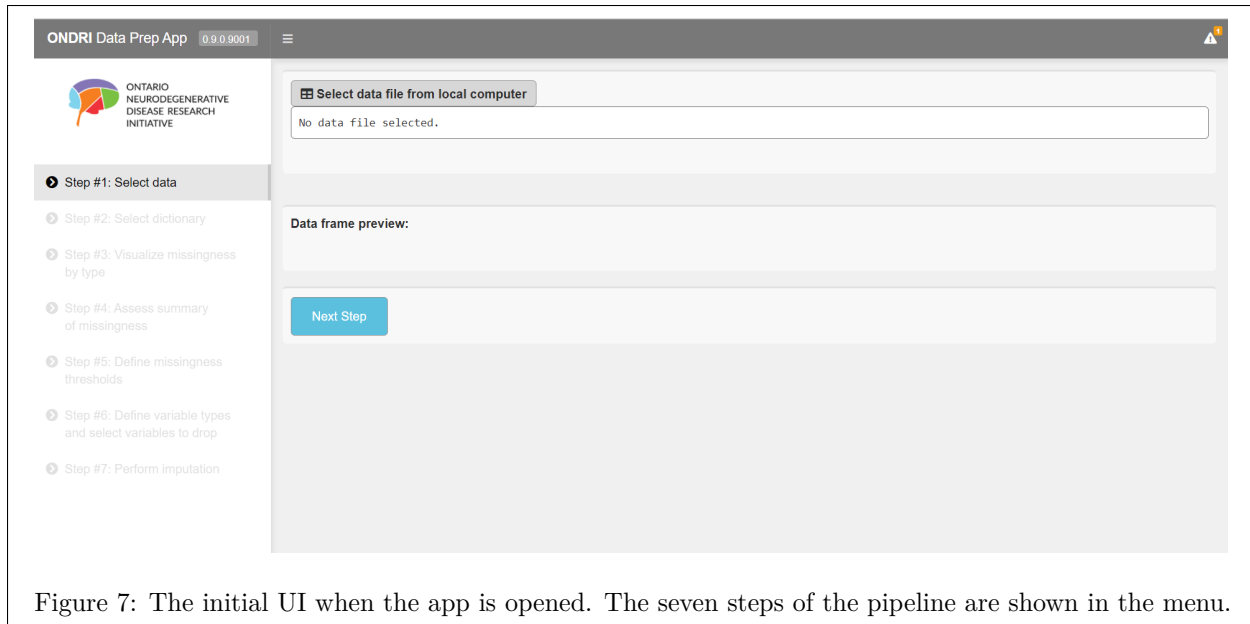 ONDRI Data Prep App 0.9.0.9001
1
ONTARIO
NEURODEGENERATIVE
DISEASE RESEARCH
INITIATIVE
Select data file from local computer
No data file selected.
Step #1: Select data
Step #2: Select dictionary
Step #3: Visualize missingness
by type
Step #4: Assess summary
of missingness
Step #5: Define missingness
thresholds
Step #6: Define variable types
and select variables to drop
Step #7: Perform imputation
Data frame preview:
Next Step
Figure 7: The initial UI when the app is opened. The seven steps of the pipeline are shown in the menu.